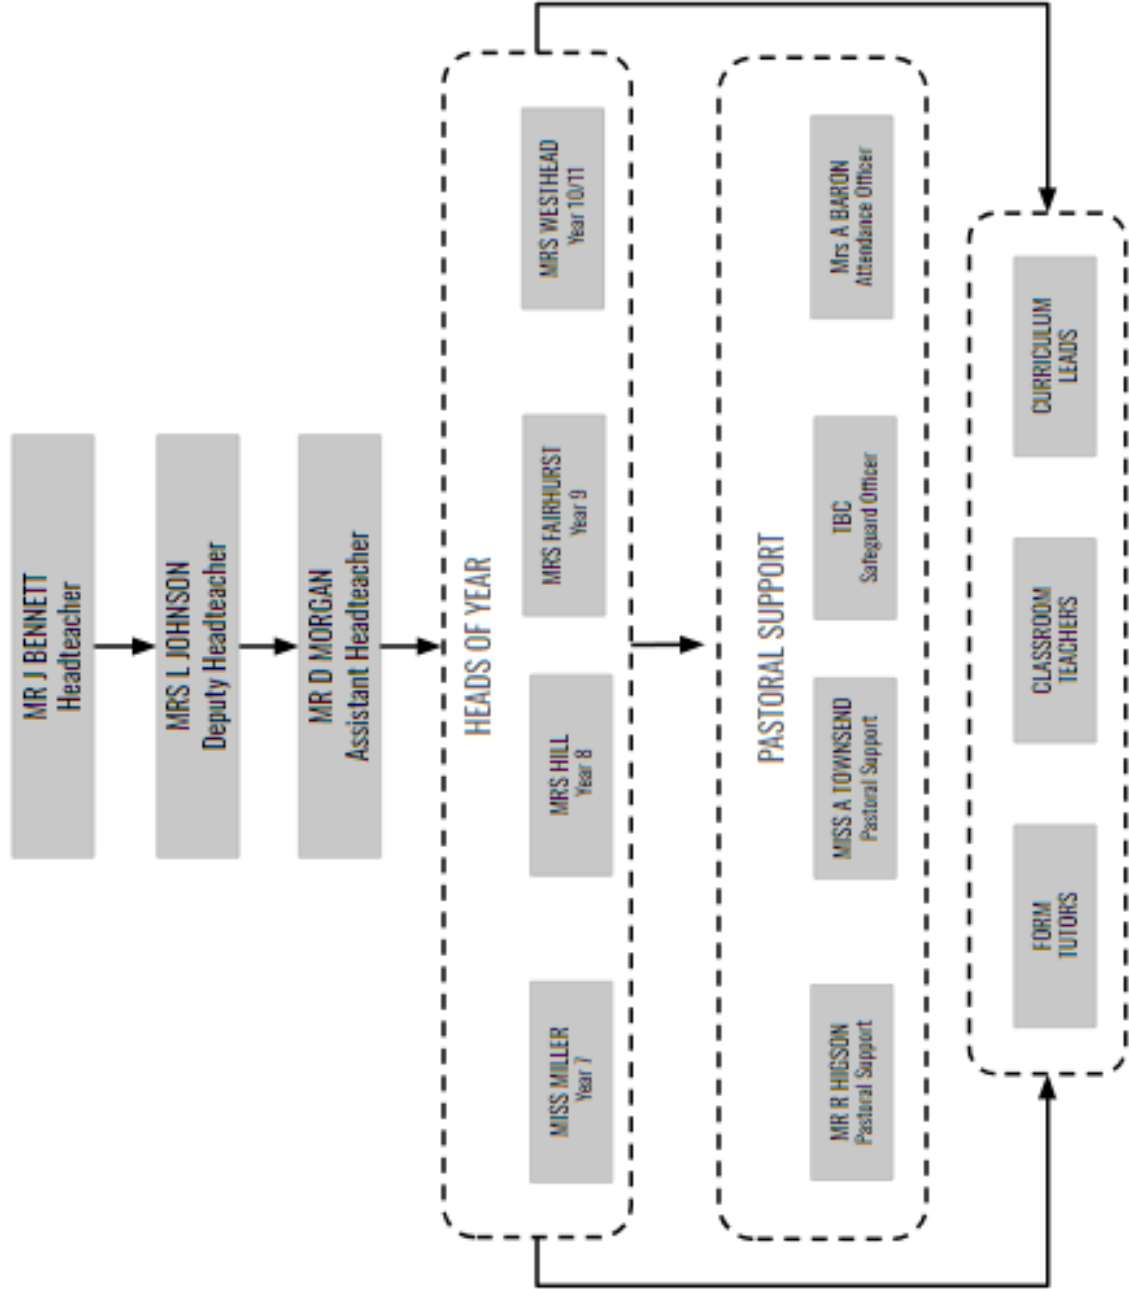 MR J BENNETT
Headteacher
MRS L JOHNSON
Deputy Headteacher
MR D MORGAN
Assistant Headteacher
HEADS OF YEAR
MISS MILLER
Year 7
MRS HILL
Year 8
MRS FAIRHURST
Year 9
MRS WESTHEAD
Year 10/11
PASTORAL SUPPORT
MR R HIGSON
Pastoral Support
MISS A TOWNSEND
Pastoral Support
TBC
Safeguard Officer
Mrs A BARON
Attendance Officer
FORM
TUTORS
CLASSROOM
TEACHERS
CURRICULUM
LEADS